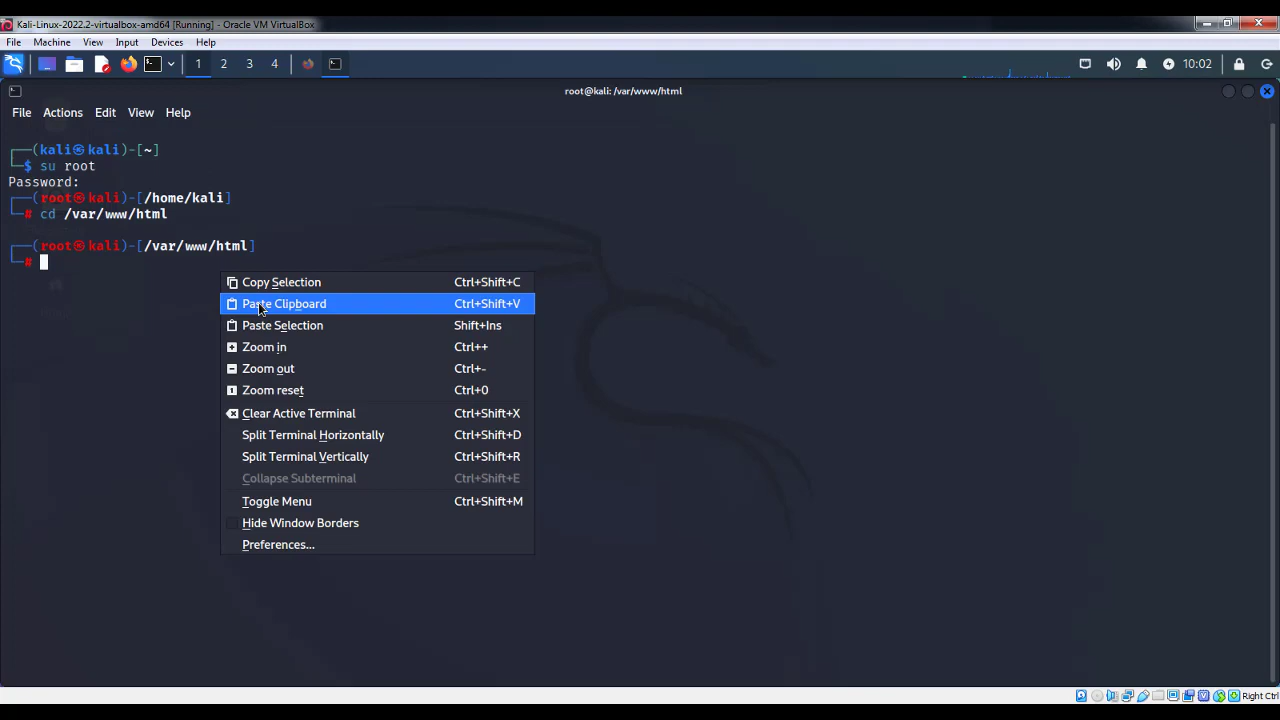 Kali-Linux-2022.2-virtualbox-amd64 [Running] - Oracle VM VirtualBox
File Machine View Input Devices Help
1 2 3 4 10:02
root@kali: /var/www/html
File Actions Edit View Help
┌──(kali㉿kali)-[~]
└─$ su root
Password:
┌──(root㉿kali)-[/home/kali]
└─# cd /var/www/html
┌──(root㉿kali)-[/var/www/html]
└─#
Copy Selection Ctrl+Shift+C
Paste Clipboard Ctrl+Shift+V
Paste Selection Shift+Ins
Zoom in Ctrl++
Zoom out Ctrl+-
Zoom reset Ctrl+0
Clear Active Terminal Ctrl+Shift+X
Split Terminal Horizontally Ctrl+Shift+D
Split Terminal Vertically Ctrl+Shift+R
Collapse Subterminal Ctrl+Shift+E
Toggle Menu Ctrl+Shift+M
Hide Window Borders
Preferences...
Right Ctrl